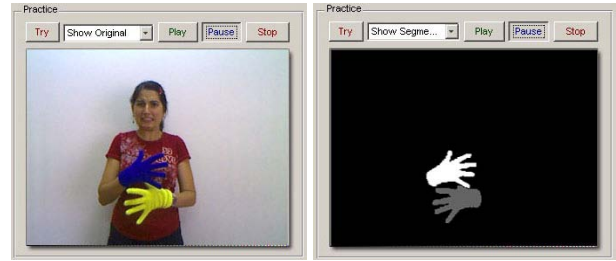 Practice
Try Show Original Play Pause Stop
Practice
Try Show Segme... Play Pause Stop